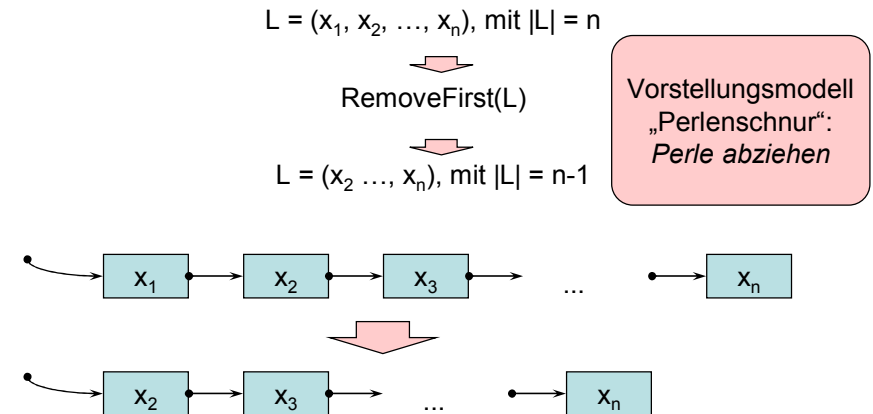 L = (x₁, x₂, …, xₙ), mit |L| = n
RemoveFirst(L)
L = (x₂ …, xₙ), mit |L| = n-1
Vorstellungsmodell
„Perlenschnur“:
Perle abziehen
x₁ x₂ x₃ ... xₙ
x₂ x₃ ... xₙ